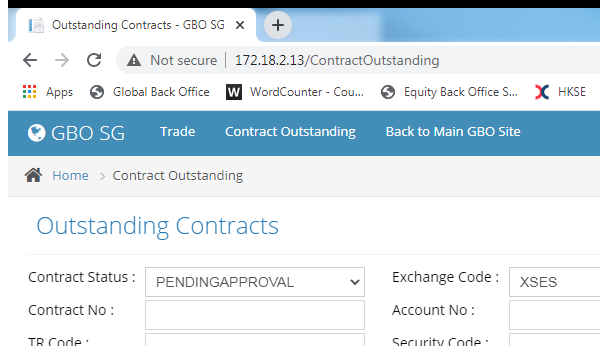 Outstanding Contracts - GBO SG
Not secure 172.18.2.13/ContractOutstanding
Apps Global Back Office W WordCounter - Cou... Equity Back Office S... HKSE
GBO SG Trade Contract Outstanding Back to Main GBO Site
Home > Contract Outstanding
Outstanding Contracts
Contract Status : PENDINGAPPROVAL Exchange Code : XSES
Contract No : Account No :
TR Code : Security Code :